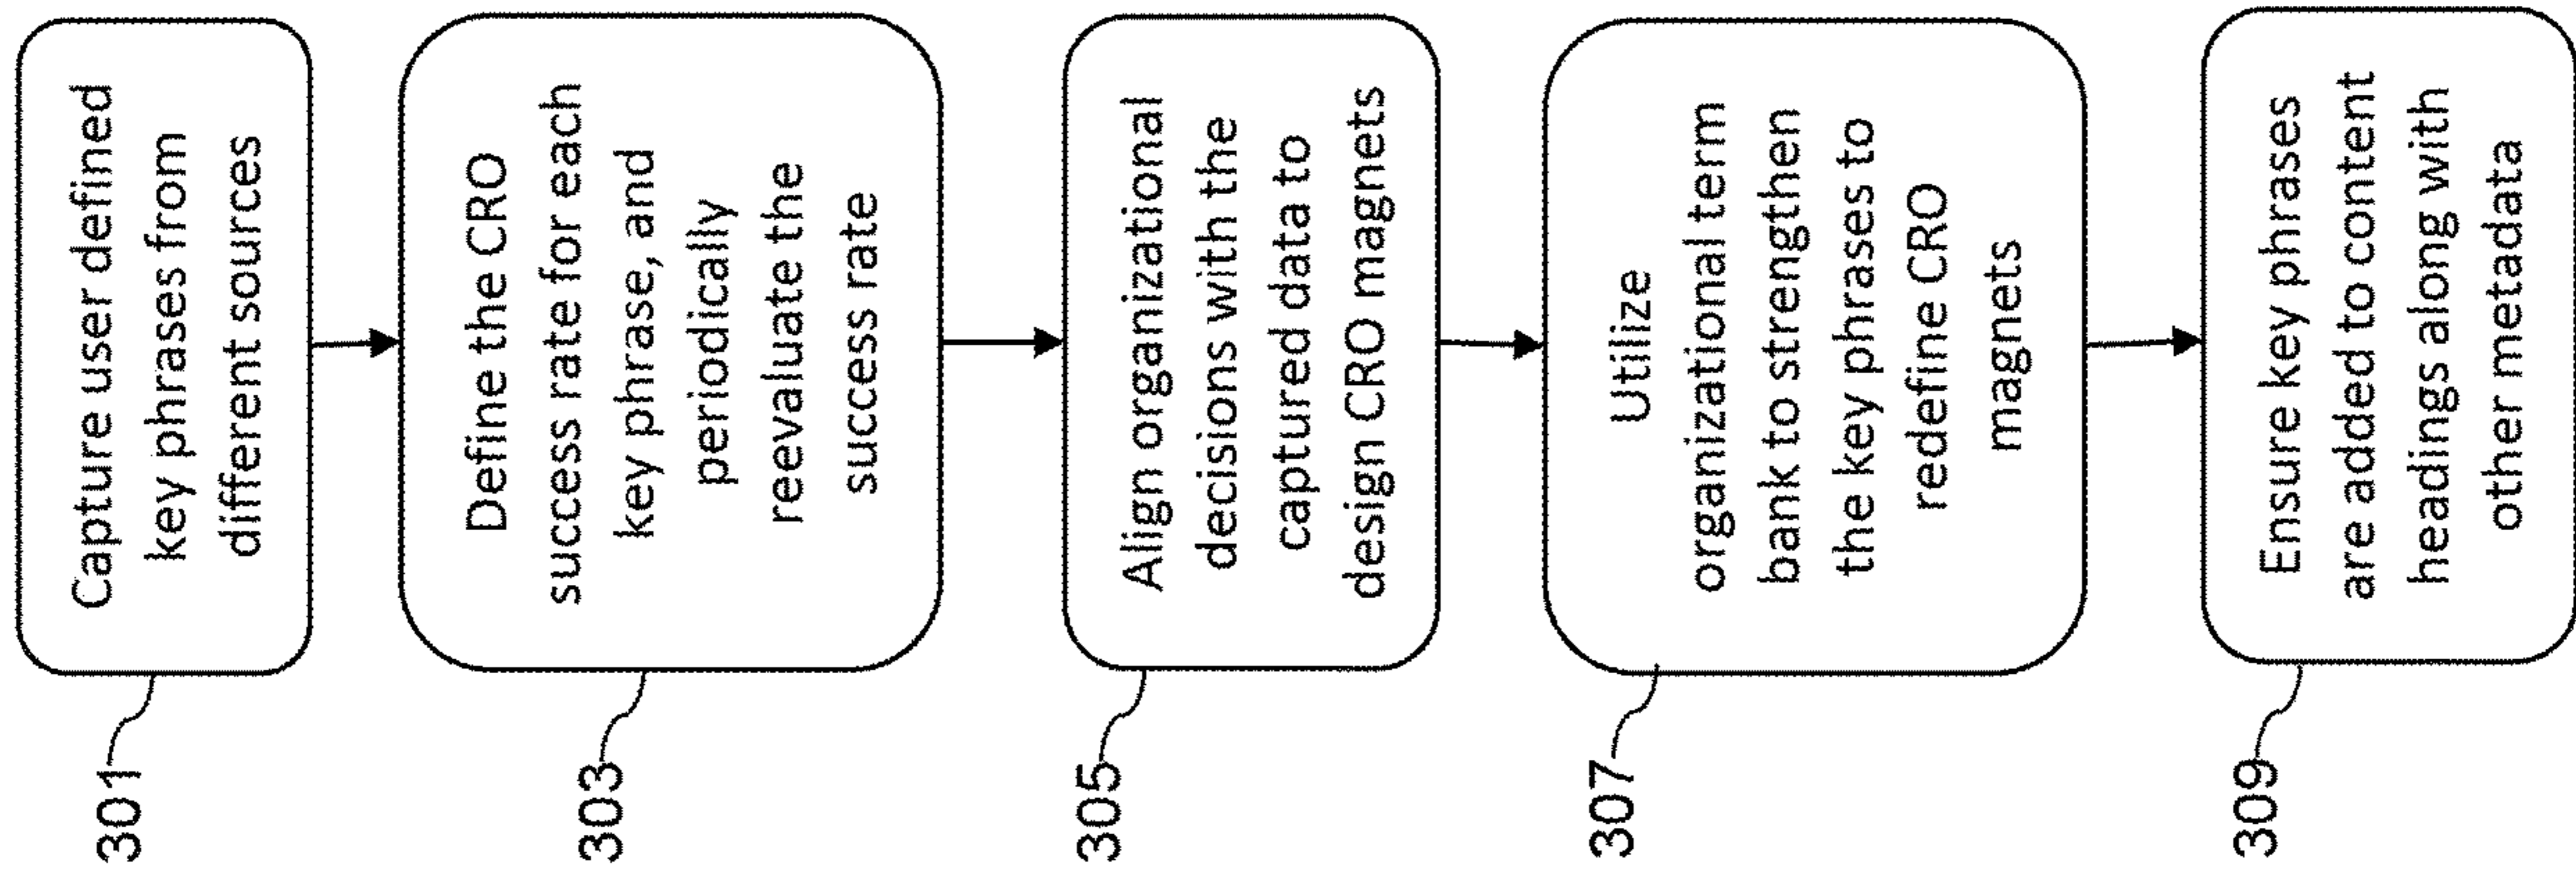 301
Capture user defined
key phrases from
different sources
303
Define the CRO
success rate for each
key phrase, and
periodically
reevaluate the
success rate
305
Align organizational
decisions with the
captured data to
design CRO magnets
307
Utilize
organizational term
bank to strengthen
the key phrases to
redefine CRO
magnets
309
Ensure key phrases
are added to content
headings along with
other metadata